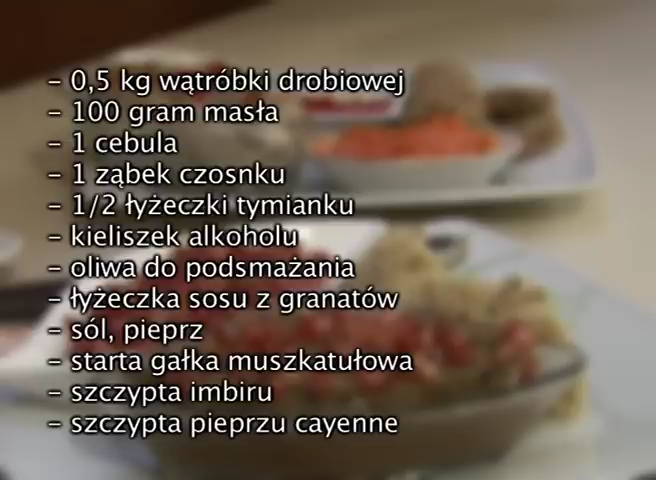 - 0,5 kg wątróbki drobiowej
- 100 gram masła
- 1 cebula
- 1 ząbek czosnku
- 1/2 łyżeczki tymianku
- kieliszek alkoholu
- oliwa do podsmażania
- łyżeczka sosu z granatów
- sól, pieprz
- starta gałka muszkatułowa
- szczypta imbiru
- szczypta pieprzu cayenne